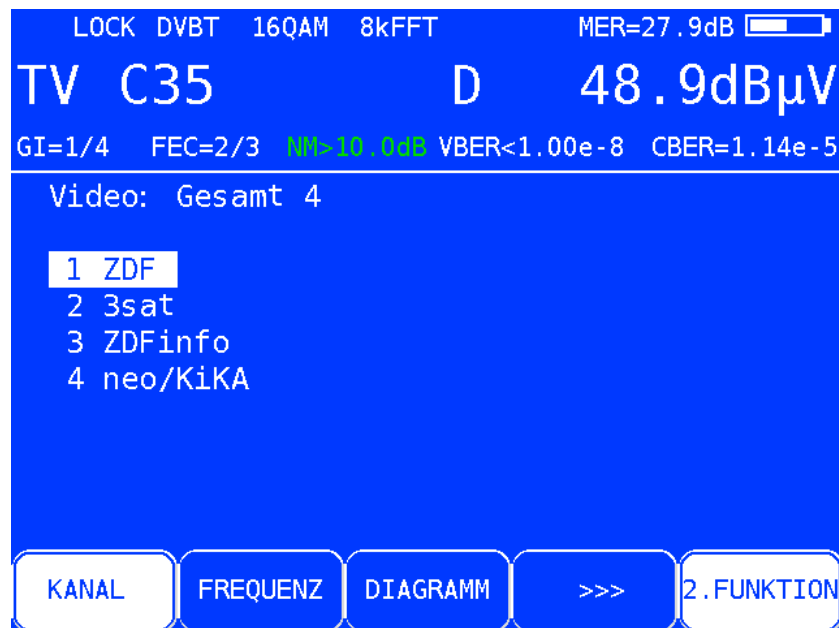 LOCK DVBT 16QAM 8kFFT MER=27.9dB
TV C35 D 48.9dBµV
GI=1/4 FEC=2/3 NM>10.0dB VBER<1.00e-8 CBER=1.14e-5
Video: Gesamt 4
1 ZDF
2 3sat
3 ZDFinfo
4 neo/KiKA
KANAL FREQUENZ DIAGRAMM >>> 2.FUNKTION